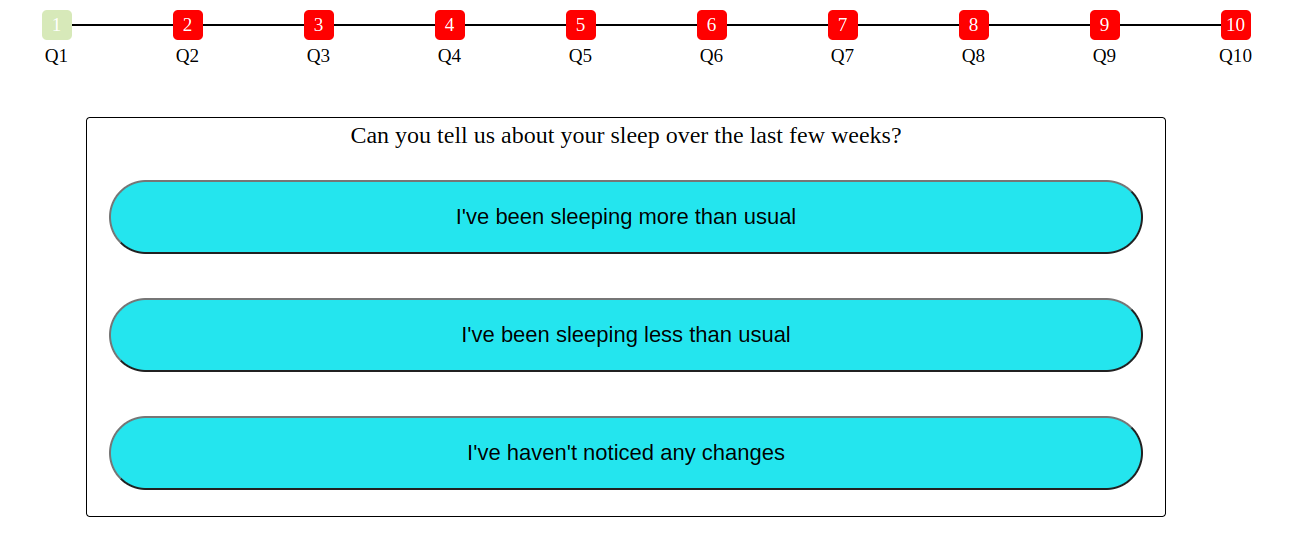 1 2 3 4 5 6 7 8 9 10
Q1 Q2 Q3 Q4 Q5 Q6 Q7 Q8 Q9 Q10
Can you tell us about your sleep over the last few weeks?
I've been sleeping more than usual
I've been sleeping less than usual
I've haven't noticed any changes